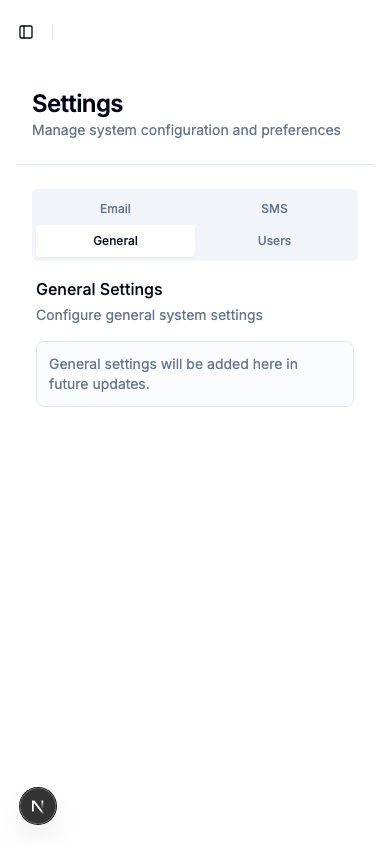 Settings
Manage system configuration and preferences
Email
SMS
General
Users
General Settings
Configure general system settings
General settings will be added here in
future updates.
N